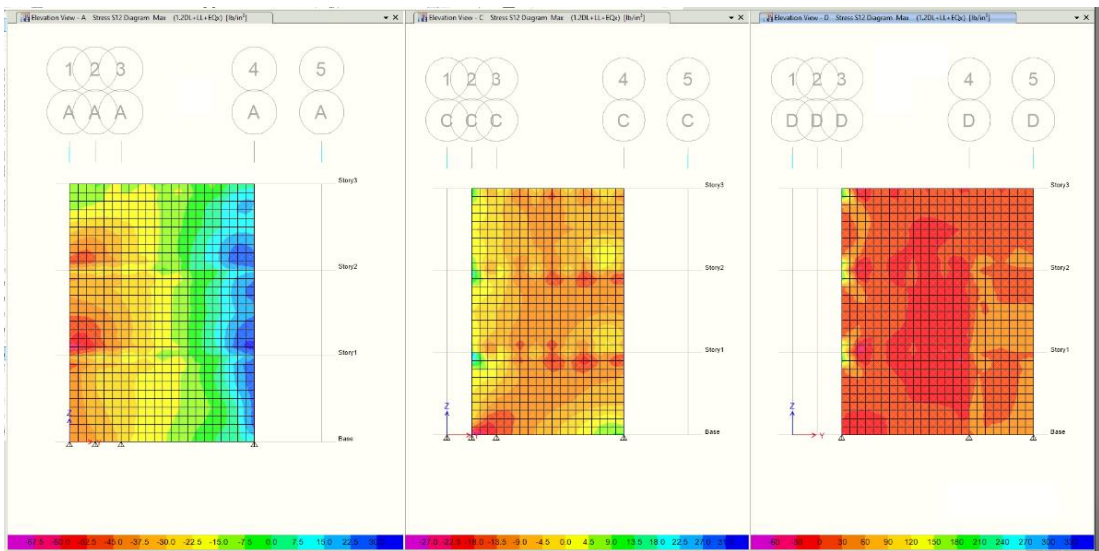 Elevation View - A Stress S12 Diagram Max (1.2DL+LL+EQx) [lb/in²]
1 2 3 4 5
A A A A A
Story3
Story2
Story1
Z
Base
-45.0 -37.5 -30.0 -22.5 -15.0 -7.5 0.0 7.5 15.0 22.5
Elevation View - C Stress S12 Diagram Max (1.2DL+LL+EQx) [lb/in²]
1 2 3 4 5
C C C C C
Story3
Story2
Story1
Z
Y
Base
-27.0 -22.5 -18.0 -13.5 -9.0 -4.5 0.0 4.5 9.0 13.5 18.0 22.5 27.0
Elevation View - D Stress S12 Diagram Max (1.2DL+LL+EQx) [lb/in²]
1 2 3 4 5
D D D D D
Story3
Story2
Story1
Z
Y
Base
-60 -30 0 30 60 90 120 150 180 210 240 270 300